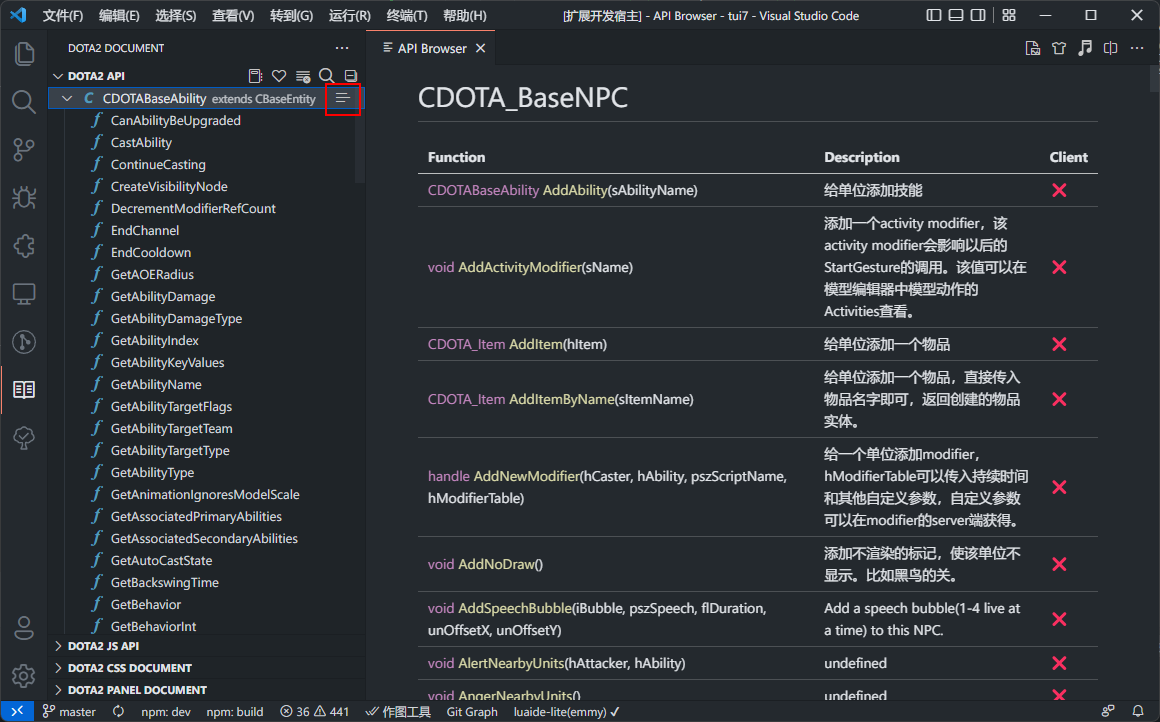 文件(F) 编辑(E) 选择(S) 查看(V) 转到(G) 运行(R) 终端(T) 帮助(H) [扩展开发宿主] - API Browser - tui7 - Visual Studio Code
DOTA2 DOCUMENT
API Browser
DOTA2 API
CDOTABaseAbility extends CBaseEntity
CanAbilityBeUpgraded
CastAbility
ContinueCasting
CreateVisibilityNode
DecrementModifierRefCount
EndChannel
EndCooldown
GetAOERadius
GetAbilityDamage
GetAbilityDamageType
GetAbilityIndex
GetAbilityKeyValues
GetAbilityName
GetAbilityTargetFlags
GetAbilityTargetTeam
GetAbilityTargetType
GetAbilityType
GetAnimationIgnoresModelScale
GetAssociatedPrimaryAbilities
GetAssociatedSecondaryAbilities
GetAutoCastState
GetBackswingTime
GetBehavior
GetBehaviorInt
DOTA2 JS API
DOTA2 CSS DOCUMENT
DOTA2 PANEL DOCUMENT
CDOTA_BaseNPC
Function Description Client
CDOTABaseAbility AddAbility(sAbilityName) 给单位添加技能
void AddActivityModifier(sName)
添加一个activity modifier，该
activity modifier会影响以后的
StartGesture的调用。该值可以在
模型编辑器中模型动作的
Activities查看。
CDOTA_Item AddItem(hItem) 给单位添加一个物品
CDOTA_Item AddItemByName(sItemName)
给单位添加一个物品，直接传入
物品名字即可，返回创建的物品
实体。
handle AddNewModifier(hCaster, hAbility, pszScriptName,
hModifierTable)
给一个单位添加modifier，
hModifierTable可以传入持续时间
和其他自定义参数，自定义参数
可以在modifier的server端获得。
void AddNoDraw()
添加不渲染的标记，使该单位不
显示。比如黑鸟的关。
void AddSpeechBubble(iBubble, pszSpeech, flDuration,
unOffsetX, unOffsetY)
Add a speech bubble(1-4 live at
a time) to this NPC.
void AlertNearbyUnits(hAttacker, hAbility) undefined
void AngerNearbyUnits() undefined
master npm: dev npm: build 36 441 作图工具 Git Graph luaide-lite(emmy) ✓